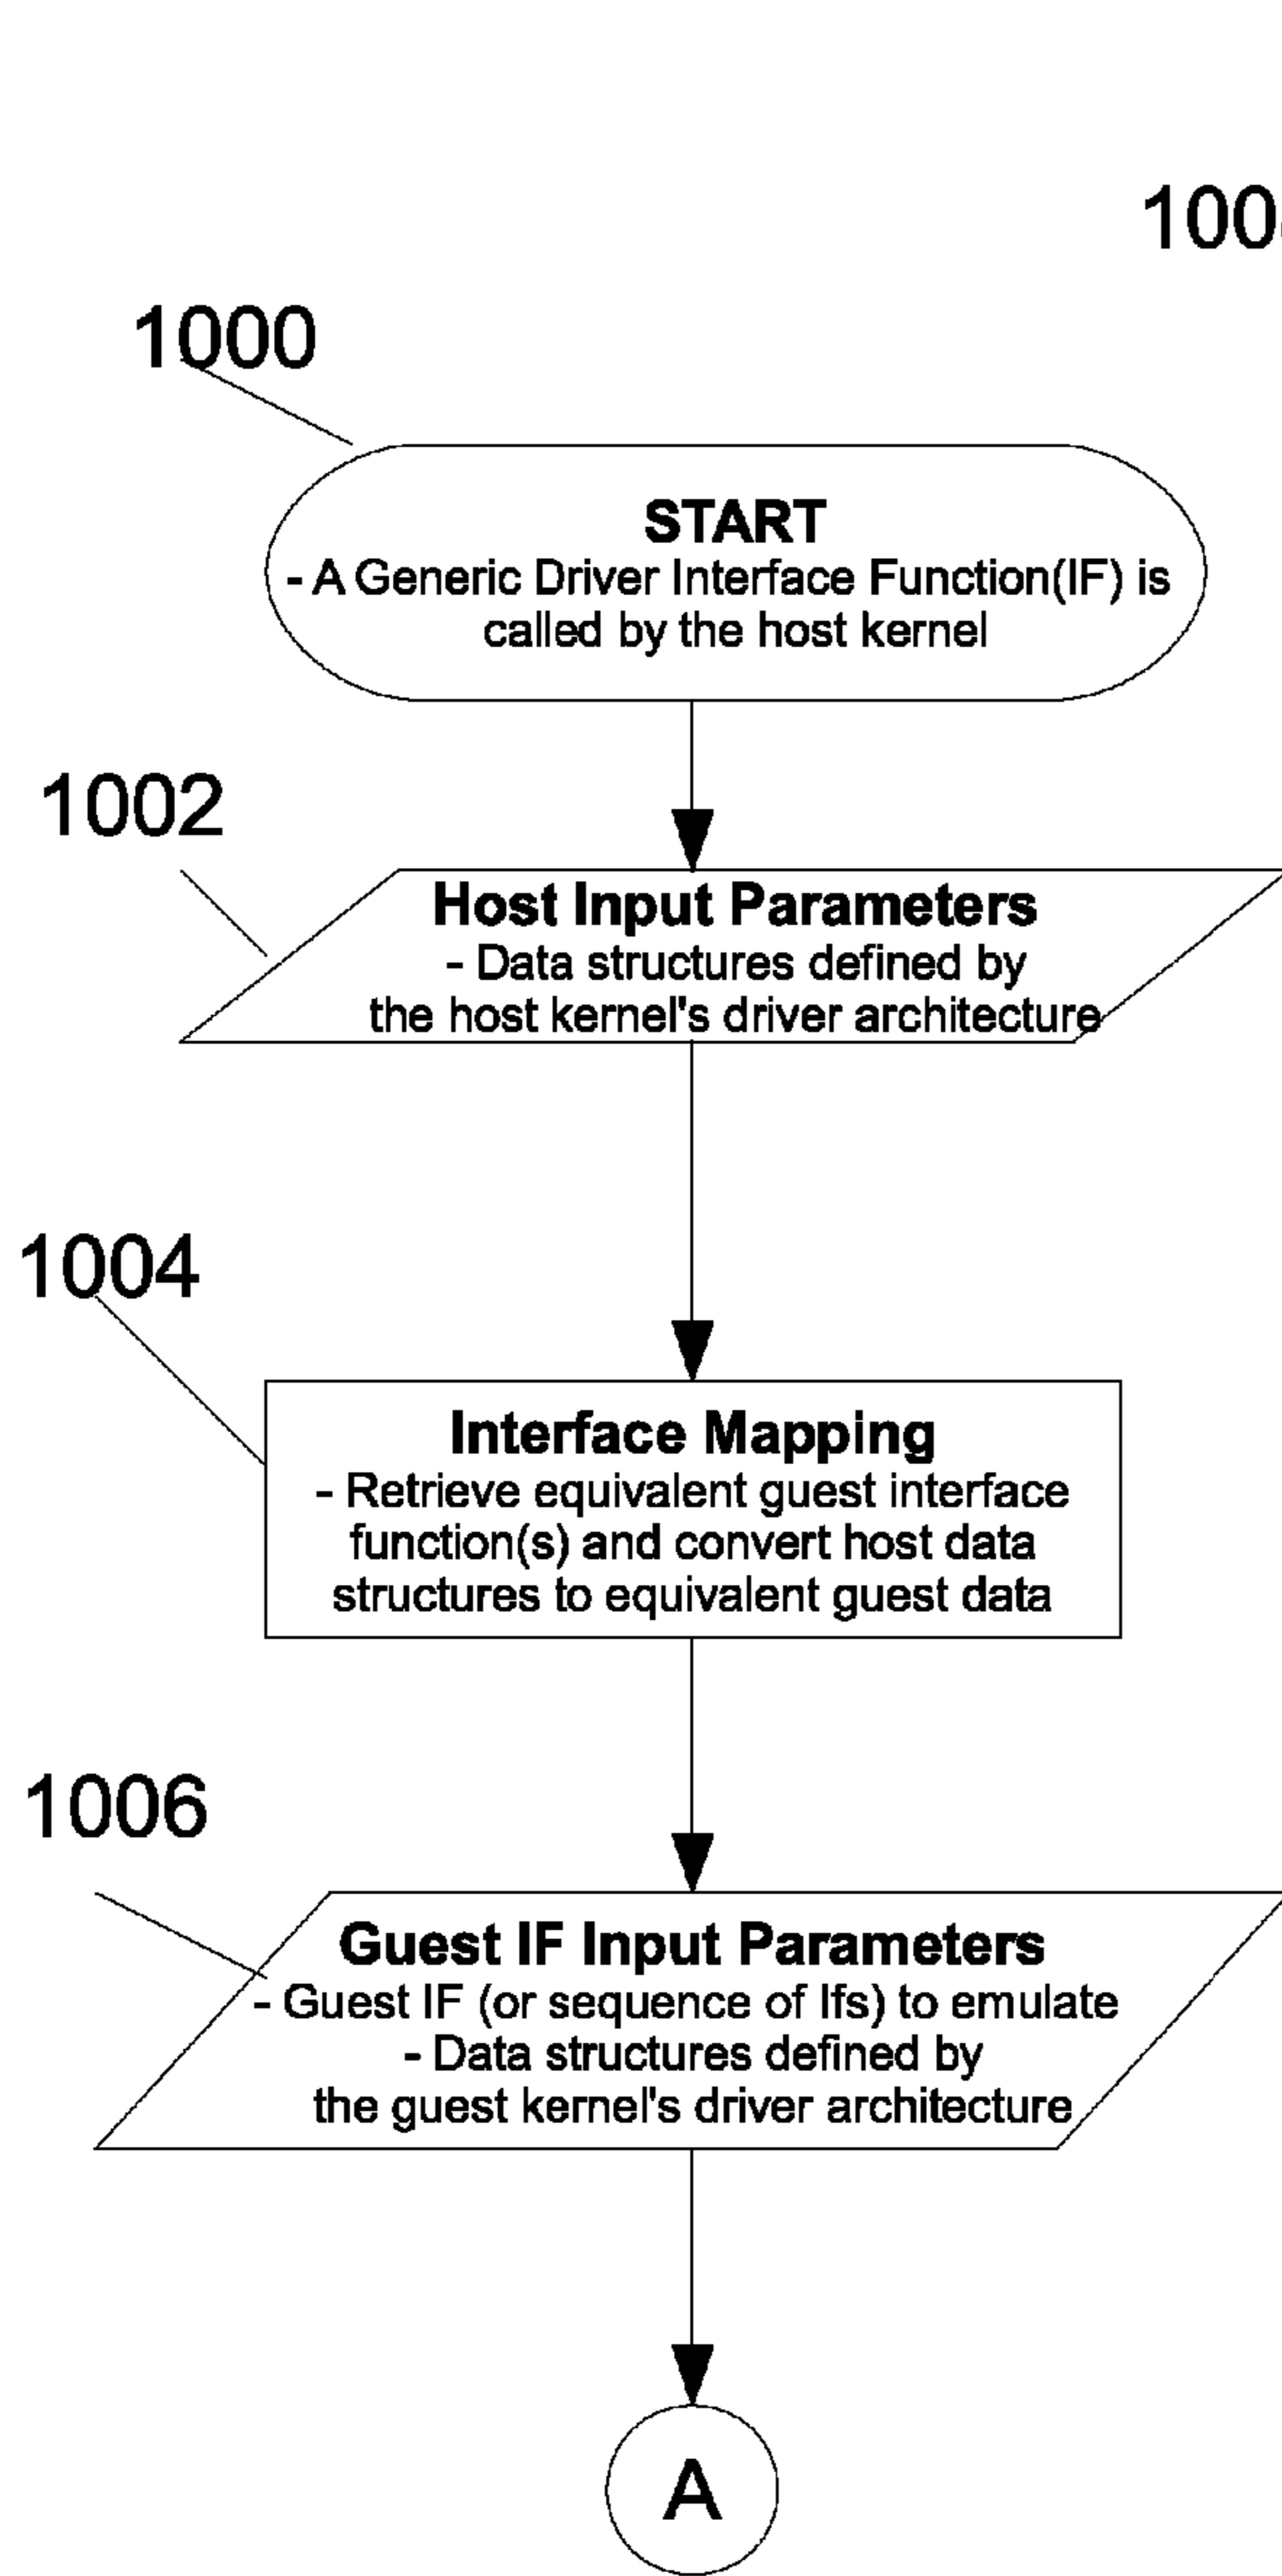 1000
START
- A Generic Driver Interface Function(IF) is
called by the host kernel
1002
Host Input Parameters
- Data structures defined by
the host kernel's driver architecture
1004
Interface Mapping
- Retrieve equivalent guest interface
function(s) and convert host data
structures to equivalent guest data
1006
Guest IF Input Parameters
- Guest IF (or sequence of Ifs) to emulate
- Data structures defined by
the guest kernel's driver architecture
A